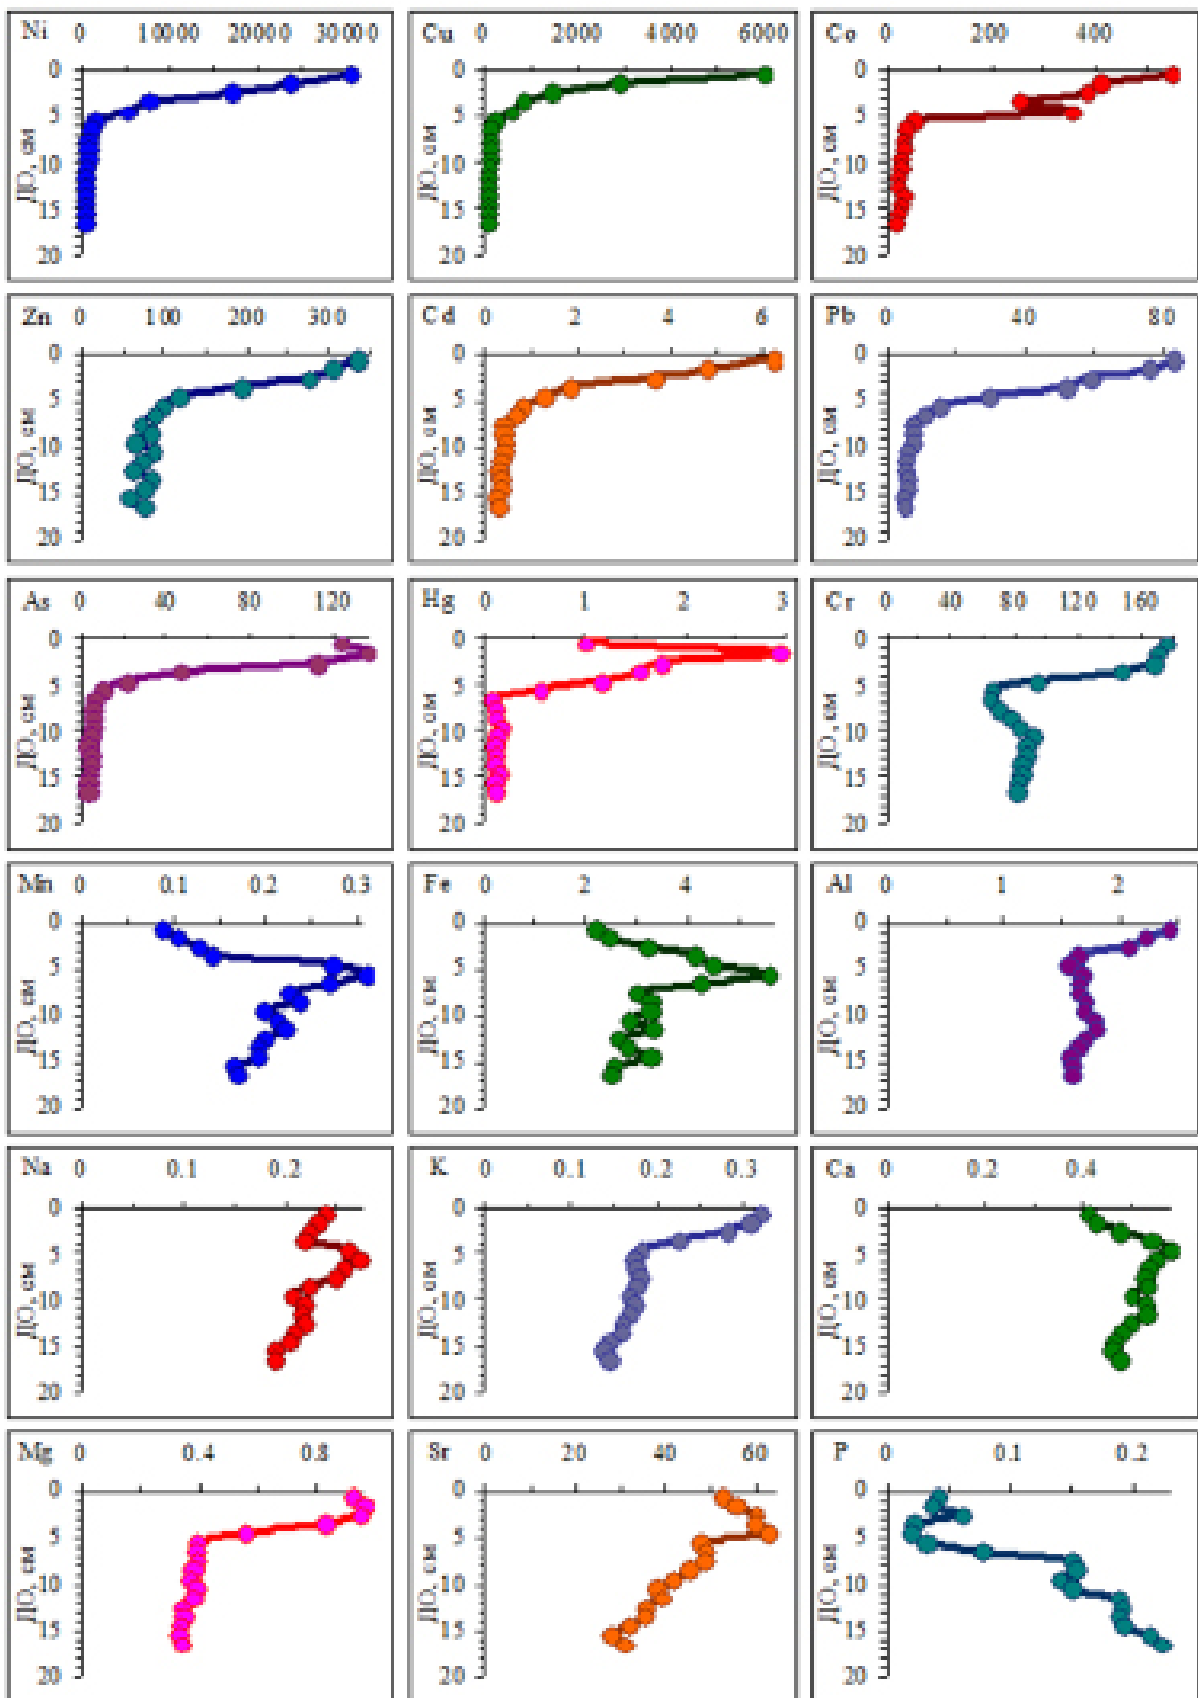 Ni 0 10000 20000 30000
0
5
10
15
20
ДО, см
Cu 0 2000 4000 6000
0
5
10
15
20
ДО, см
Co 0 200 400
0
5
10
15
20
ДО, см
Zn 0 100 200 300
0
5
10
15
20
ДО, см
Cd 0 2 4 6
0
5
10
15
20
ДО, см
Pb 0 40 80
0
5
10
15
20
ДО, см
As 0 40 80 120
0
5
10
15
20
ДО, см
Hg 0 1 2 3
0
5
10
15
20
ДО, см
Cr 0 40 80 120 160
0
5
10
15
20
ДО, см
Mn 0 0.1 0.2 0.3
0
5
10
15
20
ДО, см
Fe 0 2 4
0
5
10
15
20
ДО, см
Al 0 1 2
0
5
10
15
20
ДО, см
Na 0 0.1 0.2
0
5
10
15
20
ДО, см
K 0 0.1 0.2 0.3
0
5
10
15
20
ДО, см
Ca 0 0.2 0.4
0
5
10
15
20
ДО, см
Mg 0 0.4 0.8
0
5
10
15
20
ДО, см
Sr 0 20 40 60
0
5
10
15
20
ДО, см
P 0 0.1 0.2
0
5
10
15
20
ДО, см